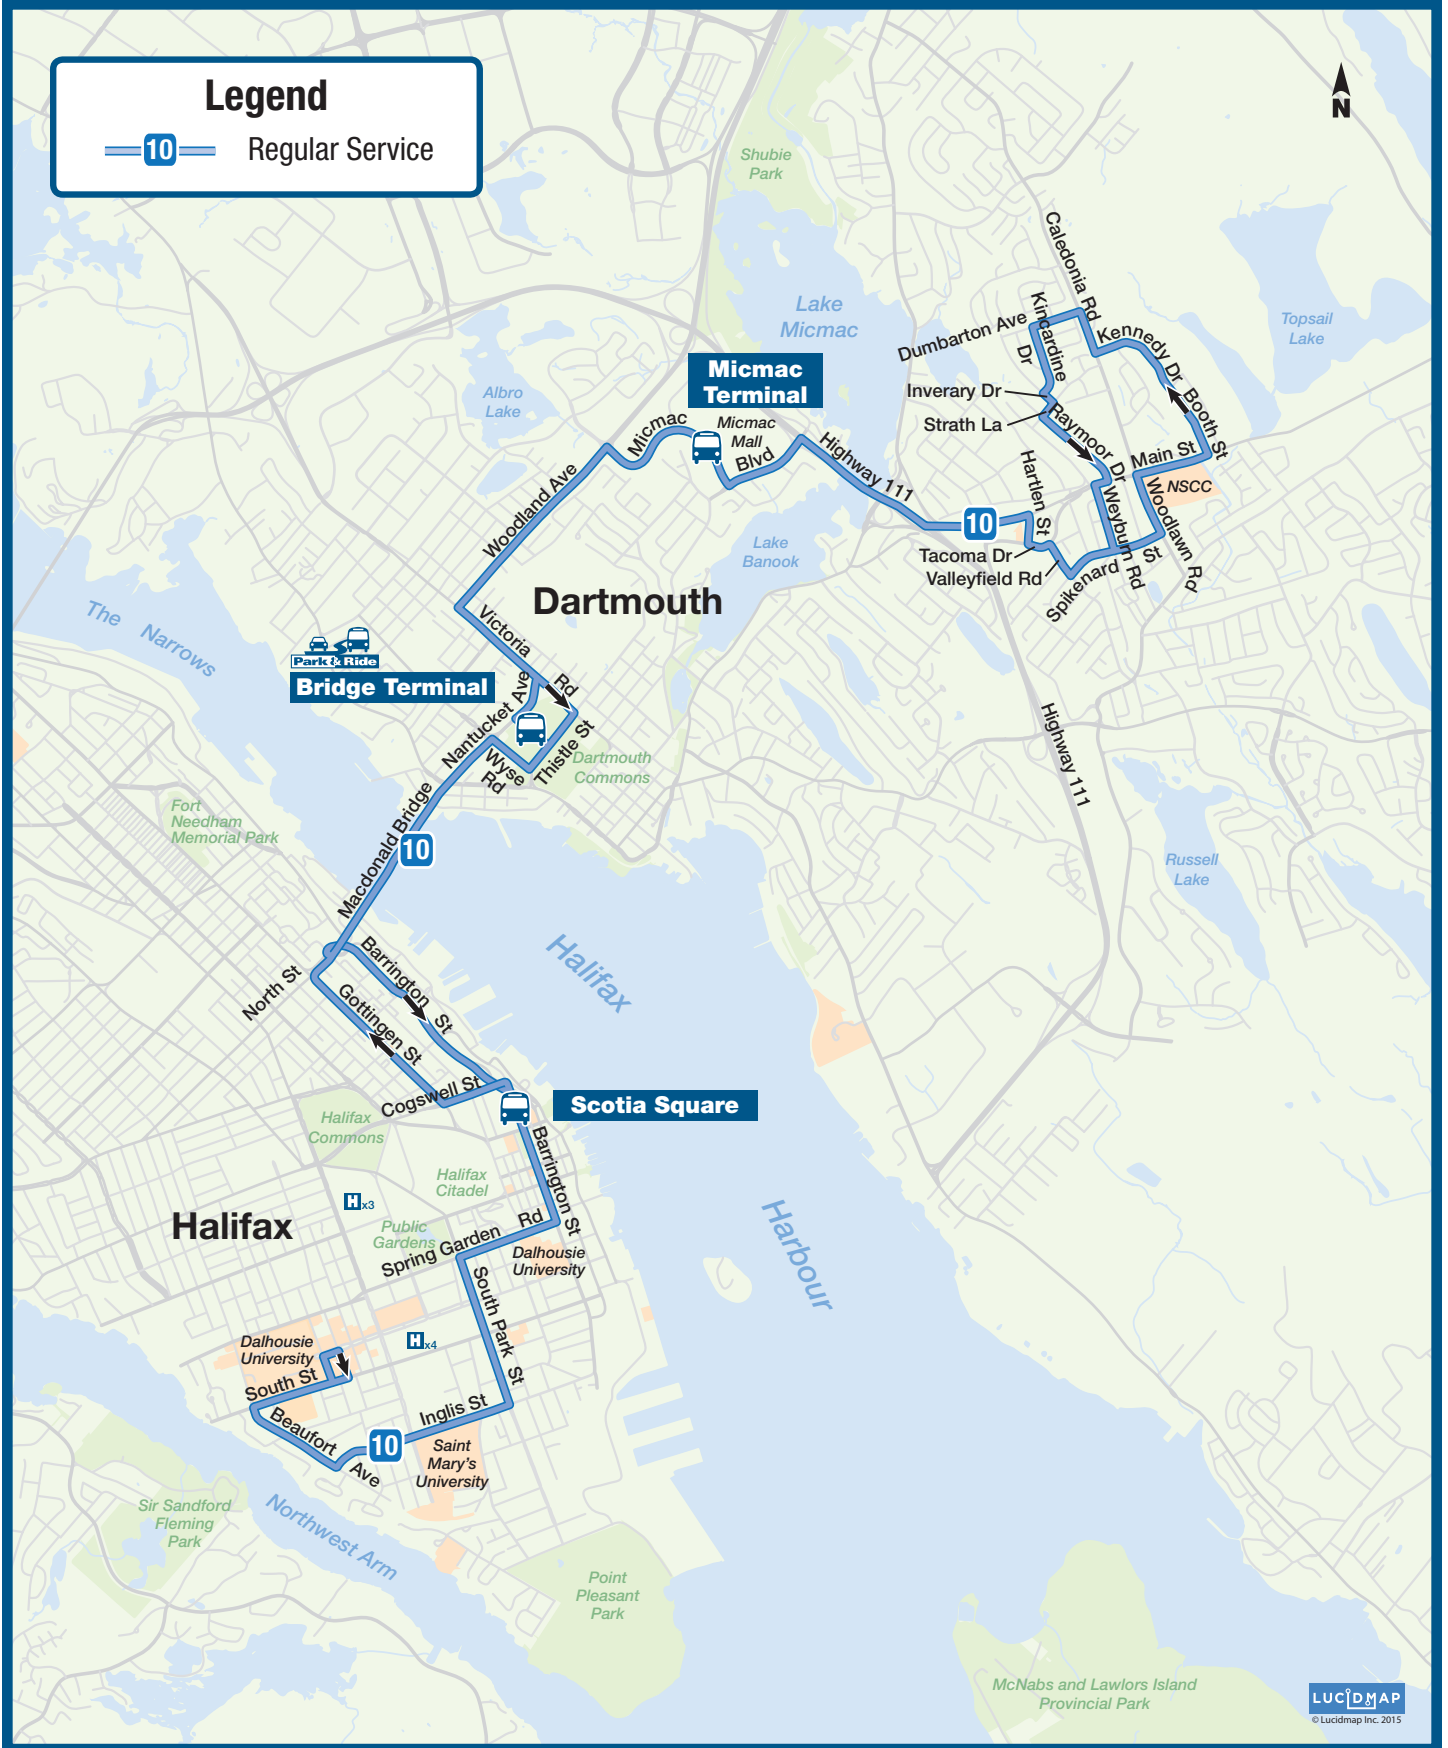 Legend
10
Regular Service
N
Shubie
Park
Lake
Micmac
Caledonia Rd
Topsail
Lake
Kincardine
Dr
Dumbarton Ave
Kennedy Dr
Micmac
Terminal
Albro
Lake
Inverary Dr
Strath La
Booth St
Micmac
Micmac
Mall
Blvd
Raymoor Dr
Highway 111
Main St
Hartlen St
NSCC
Woodland Ave
Weyburn Rd
Woodlawn Rd
10
Lake
Banook
Tacoma Dr
Valleyfield Rd
Spikenard St
Dartmouth
The Narrows
Victoria Rd
Park & Ride
Bridge Terminal
Nantucket Ave
Highway 111
Thistle St
Wyse
Rd
Dartmouth
Commons
Fort
Needham
Memorial Park
Macdonald Bridge
10
Russell
Lake
Halifax
Harbour
Barrington St
North St
Gottingen St
Cogswell St
Scotia Square
Halifax
Commons
Barrington St
Halifax
Citadel
H x3
Halifax
Public
Gardens
Spring Garden Rd
Dalhousie
University
South Park St
Dalhousie
University
H x4
South St
Inglis St
Beaufort Ave
10
Saint
Mary's
University
Sir Sandford
Fleming
Park
Northwest Arm
Point
Pleasant
Park
McNabs and Lawlors Island
Provincial Park
LUCIDMAP
© Lucidmap Inc. 2015